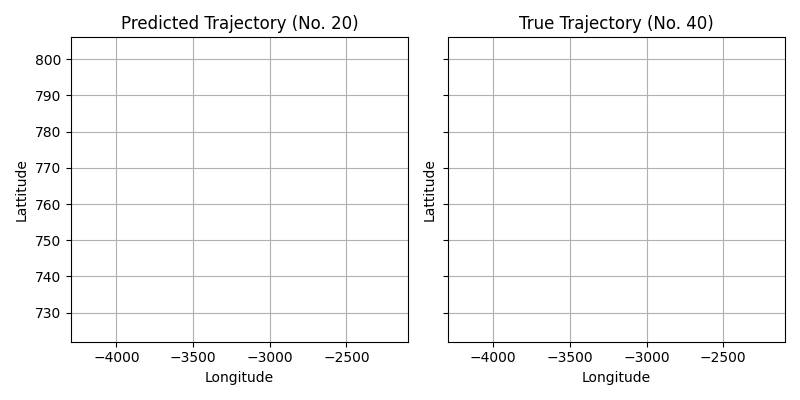 Predicted Trajectory (No. 20)
True Trajectory (No. 40)
800
790
780
770
760
750
740
730
Lattitude
Lattitude
−4000 −3500 −3000 −2500
−4000 −3500 −3000 −2500
Longitude
Longitude